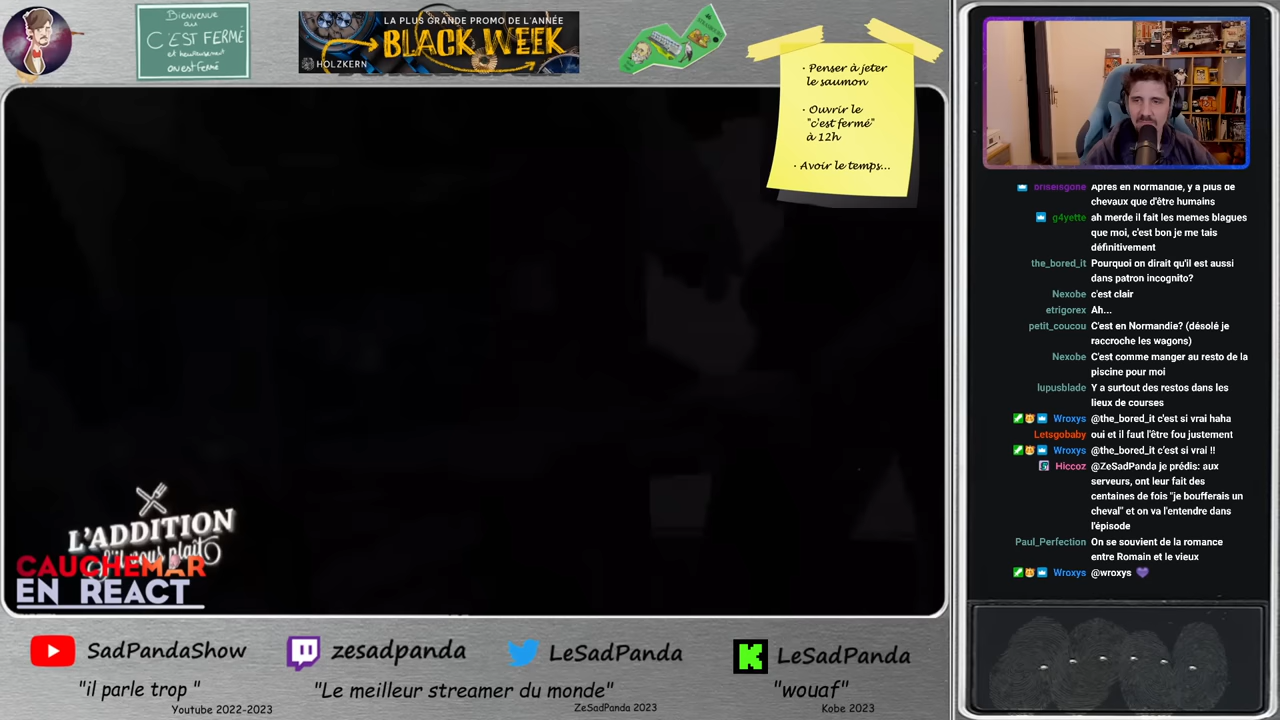 Bienvenue
au
C'EST FERMÉ
et heureusement
on est fermé
LA PLUS GRANDE PROMO DE L'ANNÉE
BLACK WEEK
HOLZKERN
· Penser à jeter
le saumon
· Ouvrir le
"c'est fermé"
à 12h
· Avoir le temps...
L'ADDITION
s'il vous plaît
CAUCHEMAR
EN REACT
SadPandaShow
"il parle trop "
Youtube 2022-2023
zesadpanda
"Le meilleur streamer du monde"
ZeSadPanda 2023
LeSadPanda
LeSadPanda
"wouaf"
Kobe 2023
oriseisgone Après en Normandie, y a plus de
chevaux que d'être humains
g4yette ah merde il fait les memes blagues
que moi, c'est bon je me tais
définitivement
the_bored_it Pourquoi on dirait qu'il est aussi
dans patron incognito?
Nexobe c'est clair
etrigorex Ah...
petit_coucou C'est en Normandie? (désolé je
raccroche les wagons)
Nexobe C'est comme manger au resto de la
piscine pour moi
lupusblade Y a surtout des restos dans les
lieux de courses
Wroxys @the_bored_it c'est si vrai haha
Letsgobaby oui et il faut l'être fou justement
Wroxys @the_bored_it c'est si vrai !!
Hiccoz @ZeSadPanda je prédis: aux
serveurs, ont leur fait des
centaines de fois "je boufferais un
cheval" et on va l'entendre dans
l'épisode
Paul_Perfection On se souvient de la romance
entre Romain et le vieux
Wroxys @wroxys 💜